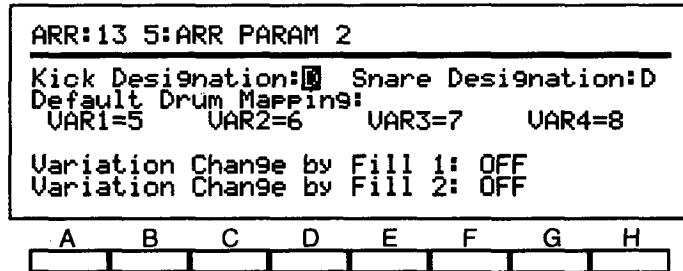 ARR:13 5:ARR PARAM 2
Kick Designation:D Snare Designation:D
Default Drum Mapping:
VAR1=5 VAR2=6 VAR3=7 VAR4=8
Variation Change by Fill 1: OFF
Variation Change by Fill 2: OFF
A B C D E F G H